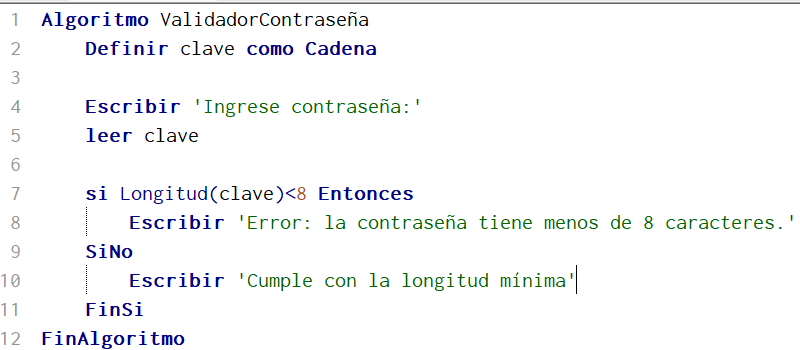 1 Algoritmo ValidadorContraseña
2 Definir clave como Cadena
3
4 Escribir 'Ingrese contraseña:'
5 leer clave
6
7 si Longitud(clave)<8 Entonces
8 Escribir 'Error: la contraseña tiene menos de 8 caracteres.'
9 SiNo
10 Escribir 'Cumple con la longitud mínima'
11 FinSi
12 FinAlgoritmo